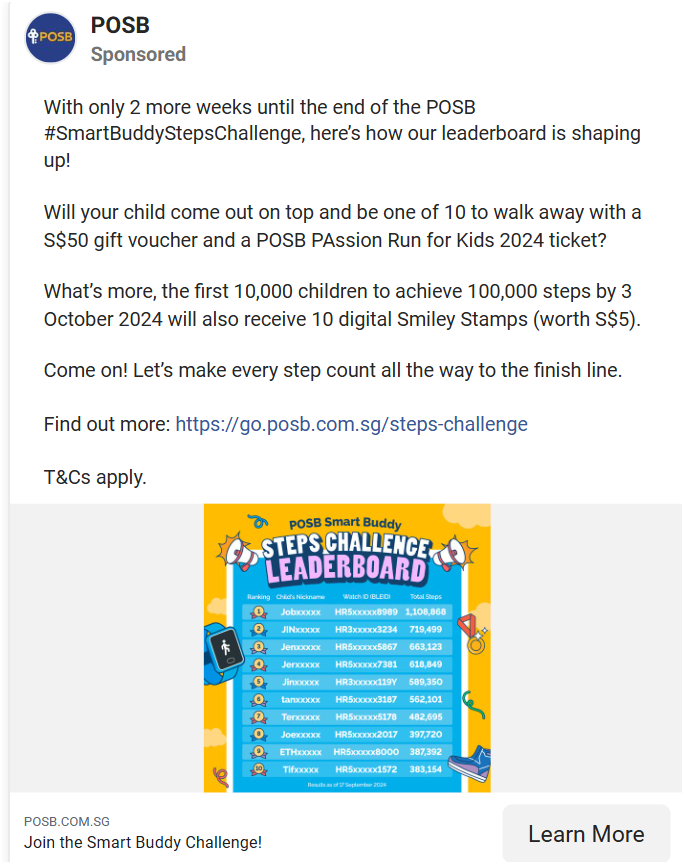 POSB
POSB
Sponsored
With only 2 more weeks until the end of the POSB
#SmartBuddyStepsChallenge, here’s how our leaderboard is shaping
up!
Will your child come out on top and be one of 10 to walk away with a
S$50 gift voucher and a POSB PAssion Run for Kids 2024 ticket?
What’s more, the first 10,000 children to achieve 100,000 steps by 3
October 2024 will also receive 10 digital Smiley Stamps (worth S$5).
Come on! Let’s make every step count all the way to the finish line.
Find out more: https://go.posb.com.sg/steps-challenge
T&Cs apply.
POSB Smart Buddy
STEPS CHALLENGE
LEADERBOARD
Ranking Child's Nickname Watch ID (BLEID) Total Steps
1 Jobxxxxx HR5xxxxx8989 1,108,868
2 JINxxxxx HR3xxxxx3234 719,499
3 Jenxxxxx HR5xxxxx5867 663,123
4 Jerxxxxx HR5xxxxx7381 618,849
5 Jinxxxxx HR3xxxxx119Y 589,350
6 tanxxxxx HR5xxxxx3187 562,101
7 Terxxxxx HR5xxxxx5178 482,695
8 Joexxxxx HR5xxxxx2017 397,720
9 ETHxxxxx HR5xxxxx8000 387,392
10 Tifxxxxx HR5xxxxx1572 383,154
Results as of 17 September 2024
POSB.COM.SG
Join the Smart Buddy Challenge!
Learn More